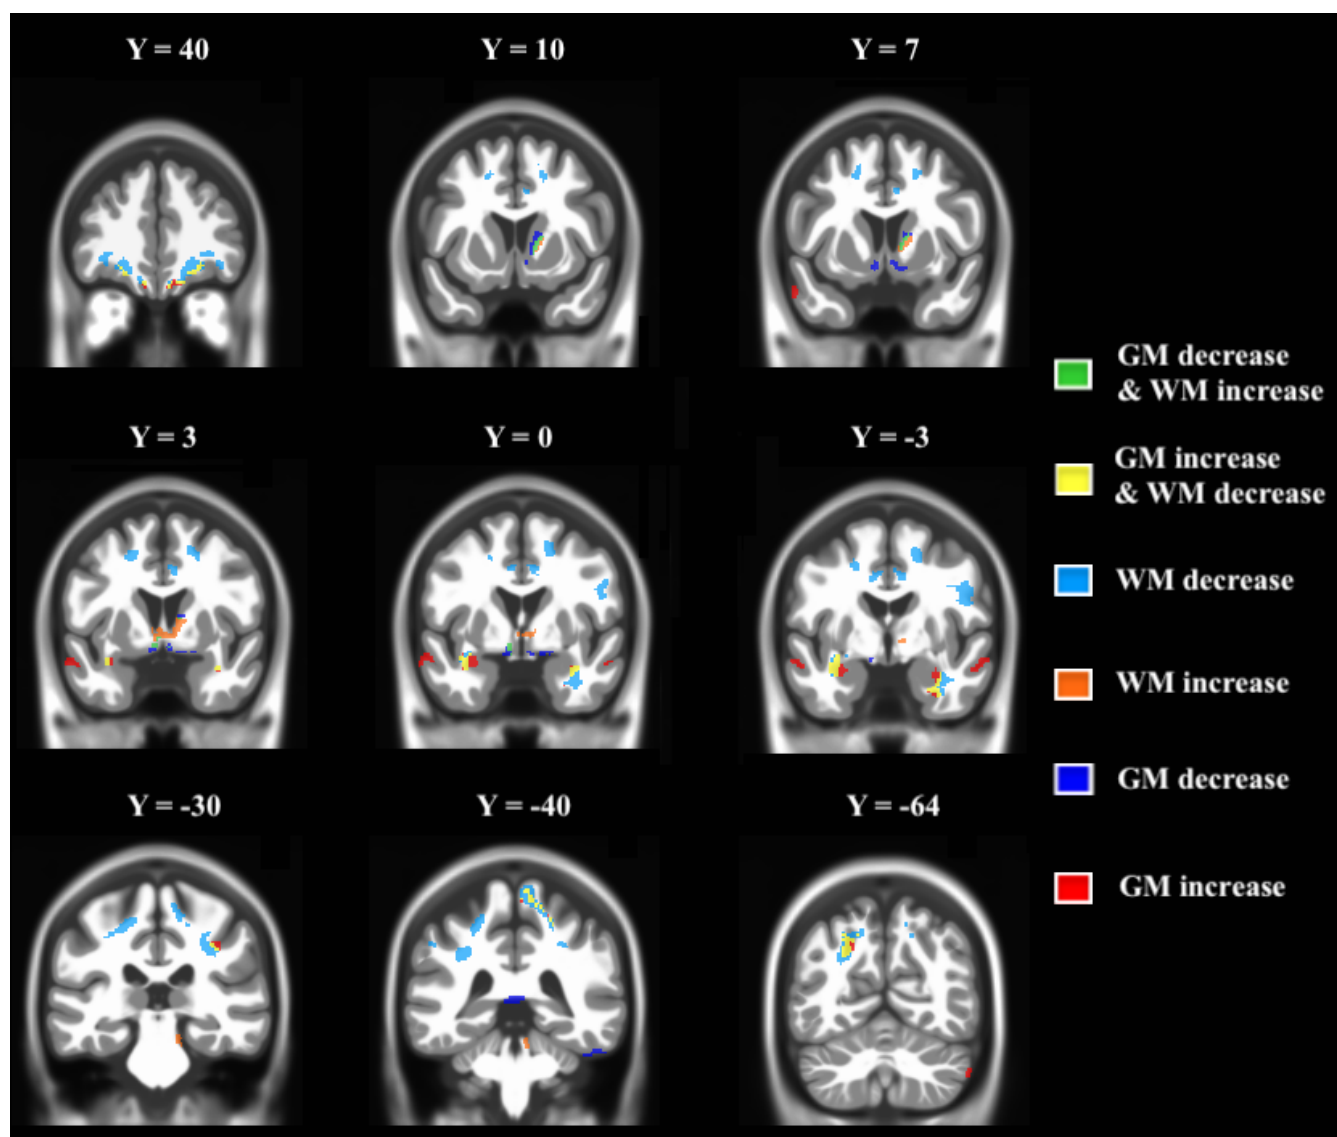 Y = 40
Y = 10
Y = 7
Y = 3
Y = 0
Y = -3
Y = -30
Y = -40
Y = -64
GM decrease
& WM increase
GM increase
& WM decrease
WM decrease
WM increase
GM decrease
GM increase